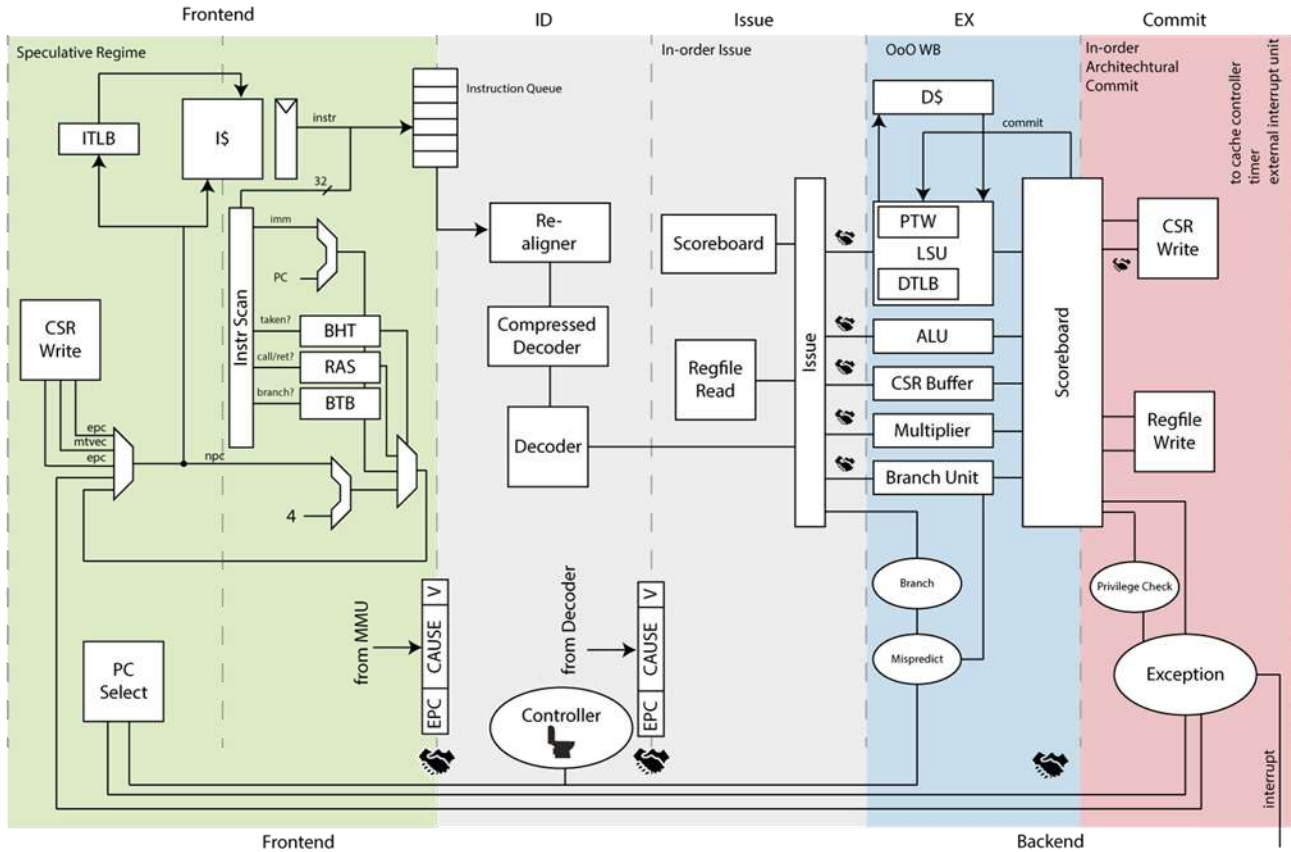 Frontend
ID
Issue
EX
Commit
Speculative Regime
In-order Issue
OoO WB
In-order
Architechtural
Commit
to cache controller
timer
external interrupt unit
Instruction Queue
ITLB
I$
instr
32
D$
commit
Instr Scan
imm
PC
taken?
BHT
call/ret?
RAS
branch?
BTB
CSR
Write
epc
mtvec
epc
npc
4
Re-
aligner
Compressed
Decoder
Decoder
Scoreboard
Regfile
Read
Issue
PTW
LSU
DTLB
ALU
CSR Buffer
Multiplier
Branch Unit
Scoreboard
CSR
Write
Regfile
Write
Branch
Mispredict
Privilege Check
Exception
from MMU
EPC
CAUSE
V
from Decoder
EPC
CAUSE
V
PC
Select
Controller
interrupt
Frontend
Backend